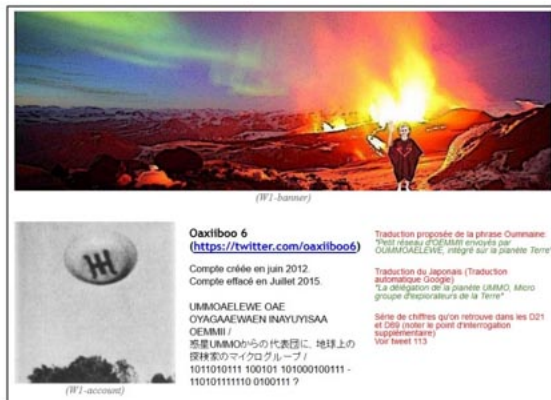 (W1-banner)
Oaxiiboo 6
(https://twitter.com/oaxiiboo6)
Compte créée en juin 2012.
Compte effacé en Juillet 2015.
UMMOAELEWE OAE
OYAGAAEWAEN INAYUYISAA
OEMMII /
惑星UMMOからの代表団に、地球上の
探検家のマイクログループ /
1011010111 100101 101000100111 -
110101111110 0100111 ?
(W1-account)
Traduction proposée de la phrase Oummaine:
"Petit réseau d'OEMMII envoyés par
OUMMOAELEWE, intégré sur la planète Terre"
Traduction du Japonais (Traduction
automatique Google)
"La délégation de la planète UMMO, Micro
groupe d'explorateurs de la Terre"
Série de chiffres qu'on retrouve dans les D21
et D89 (noter le point d'interrogation
supplémentaire)
Voir tweet 113